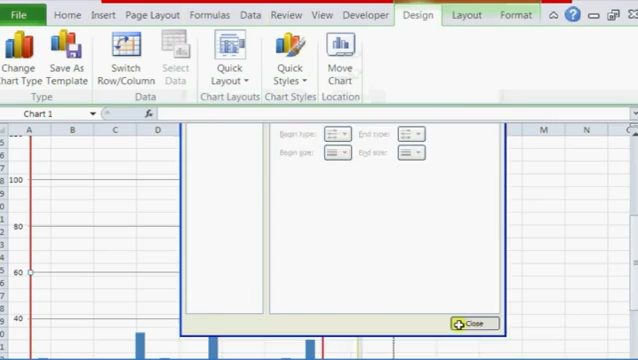 File Home Insert Page Layout Formulas Data Review View Developer Design Layout Format
Change Chart Type Save As Template Switch Row/Column Select Data Quick Layout Quick Styles Move Chart
Type Data Chart Layouts Chart Styles Location
Chart 1 fx
A B C D M N O
Begin type: End type:
Begin size: End size:
100
80
60
40
Close